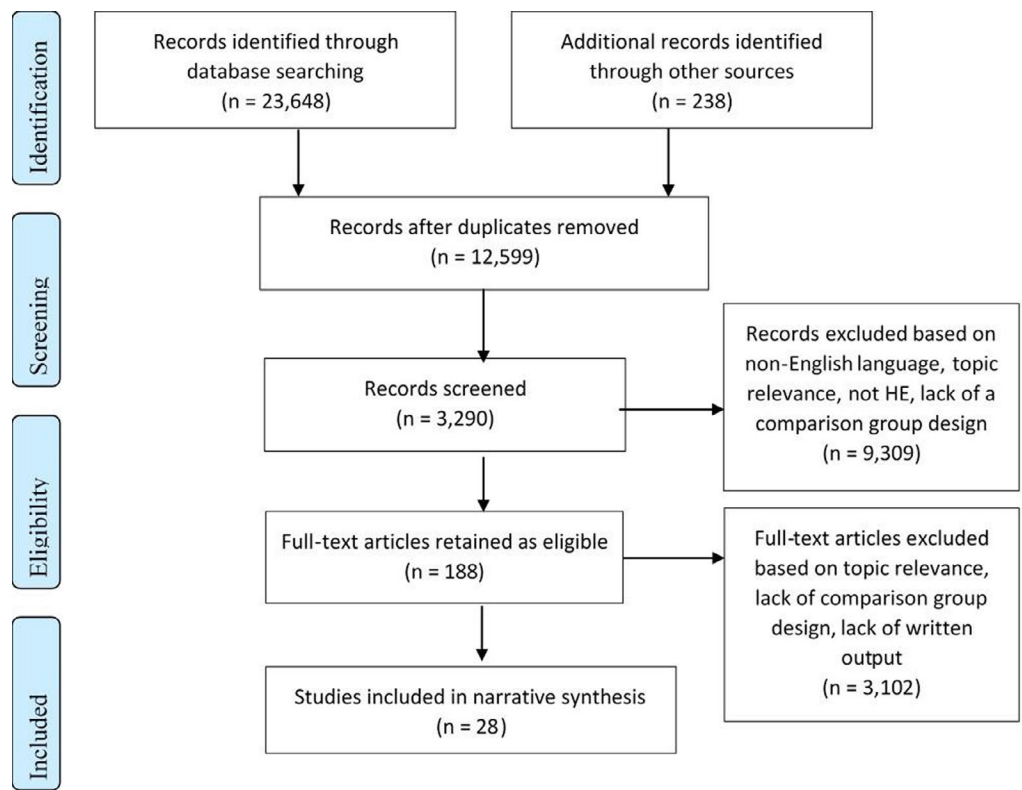 Identification
Records identified through
database searching
(n = 23,648)
Additional records identified
through other sources
(n = 238)
Screening
Records after duplicates removed
(n = 12,599)
Records screened
(n = 3,290)
Records excluded based on
non-English language, topic
relevance, not HE, lack of a
comparison group design
(n = 9,309)
Eligibility
Full-text articles retained as eligible
(n = 188)
Full-text articles excluded
based on topic relevance,
lack of comparison group
design, lack of written
output
(n = 3,102)
Included
Studies included in narrative synthesis
(n = 28)